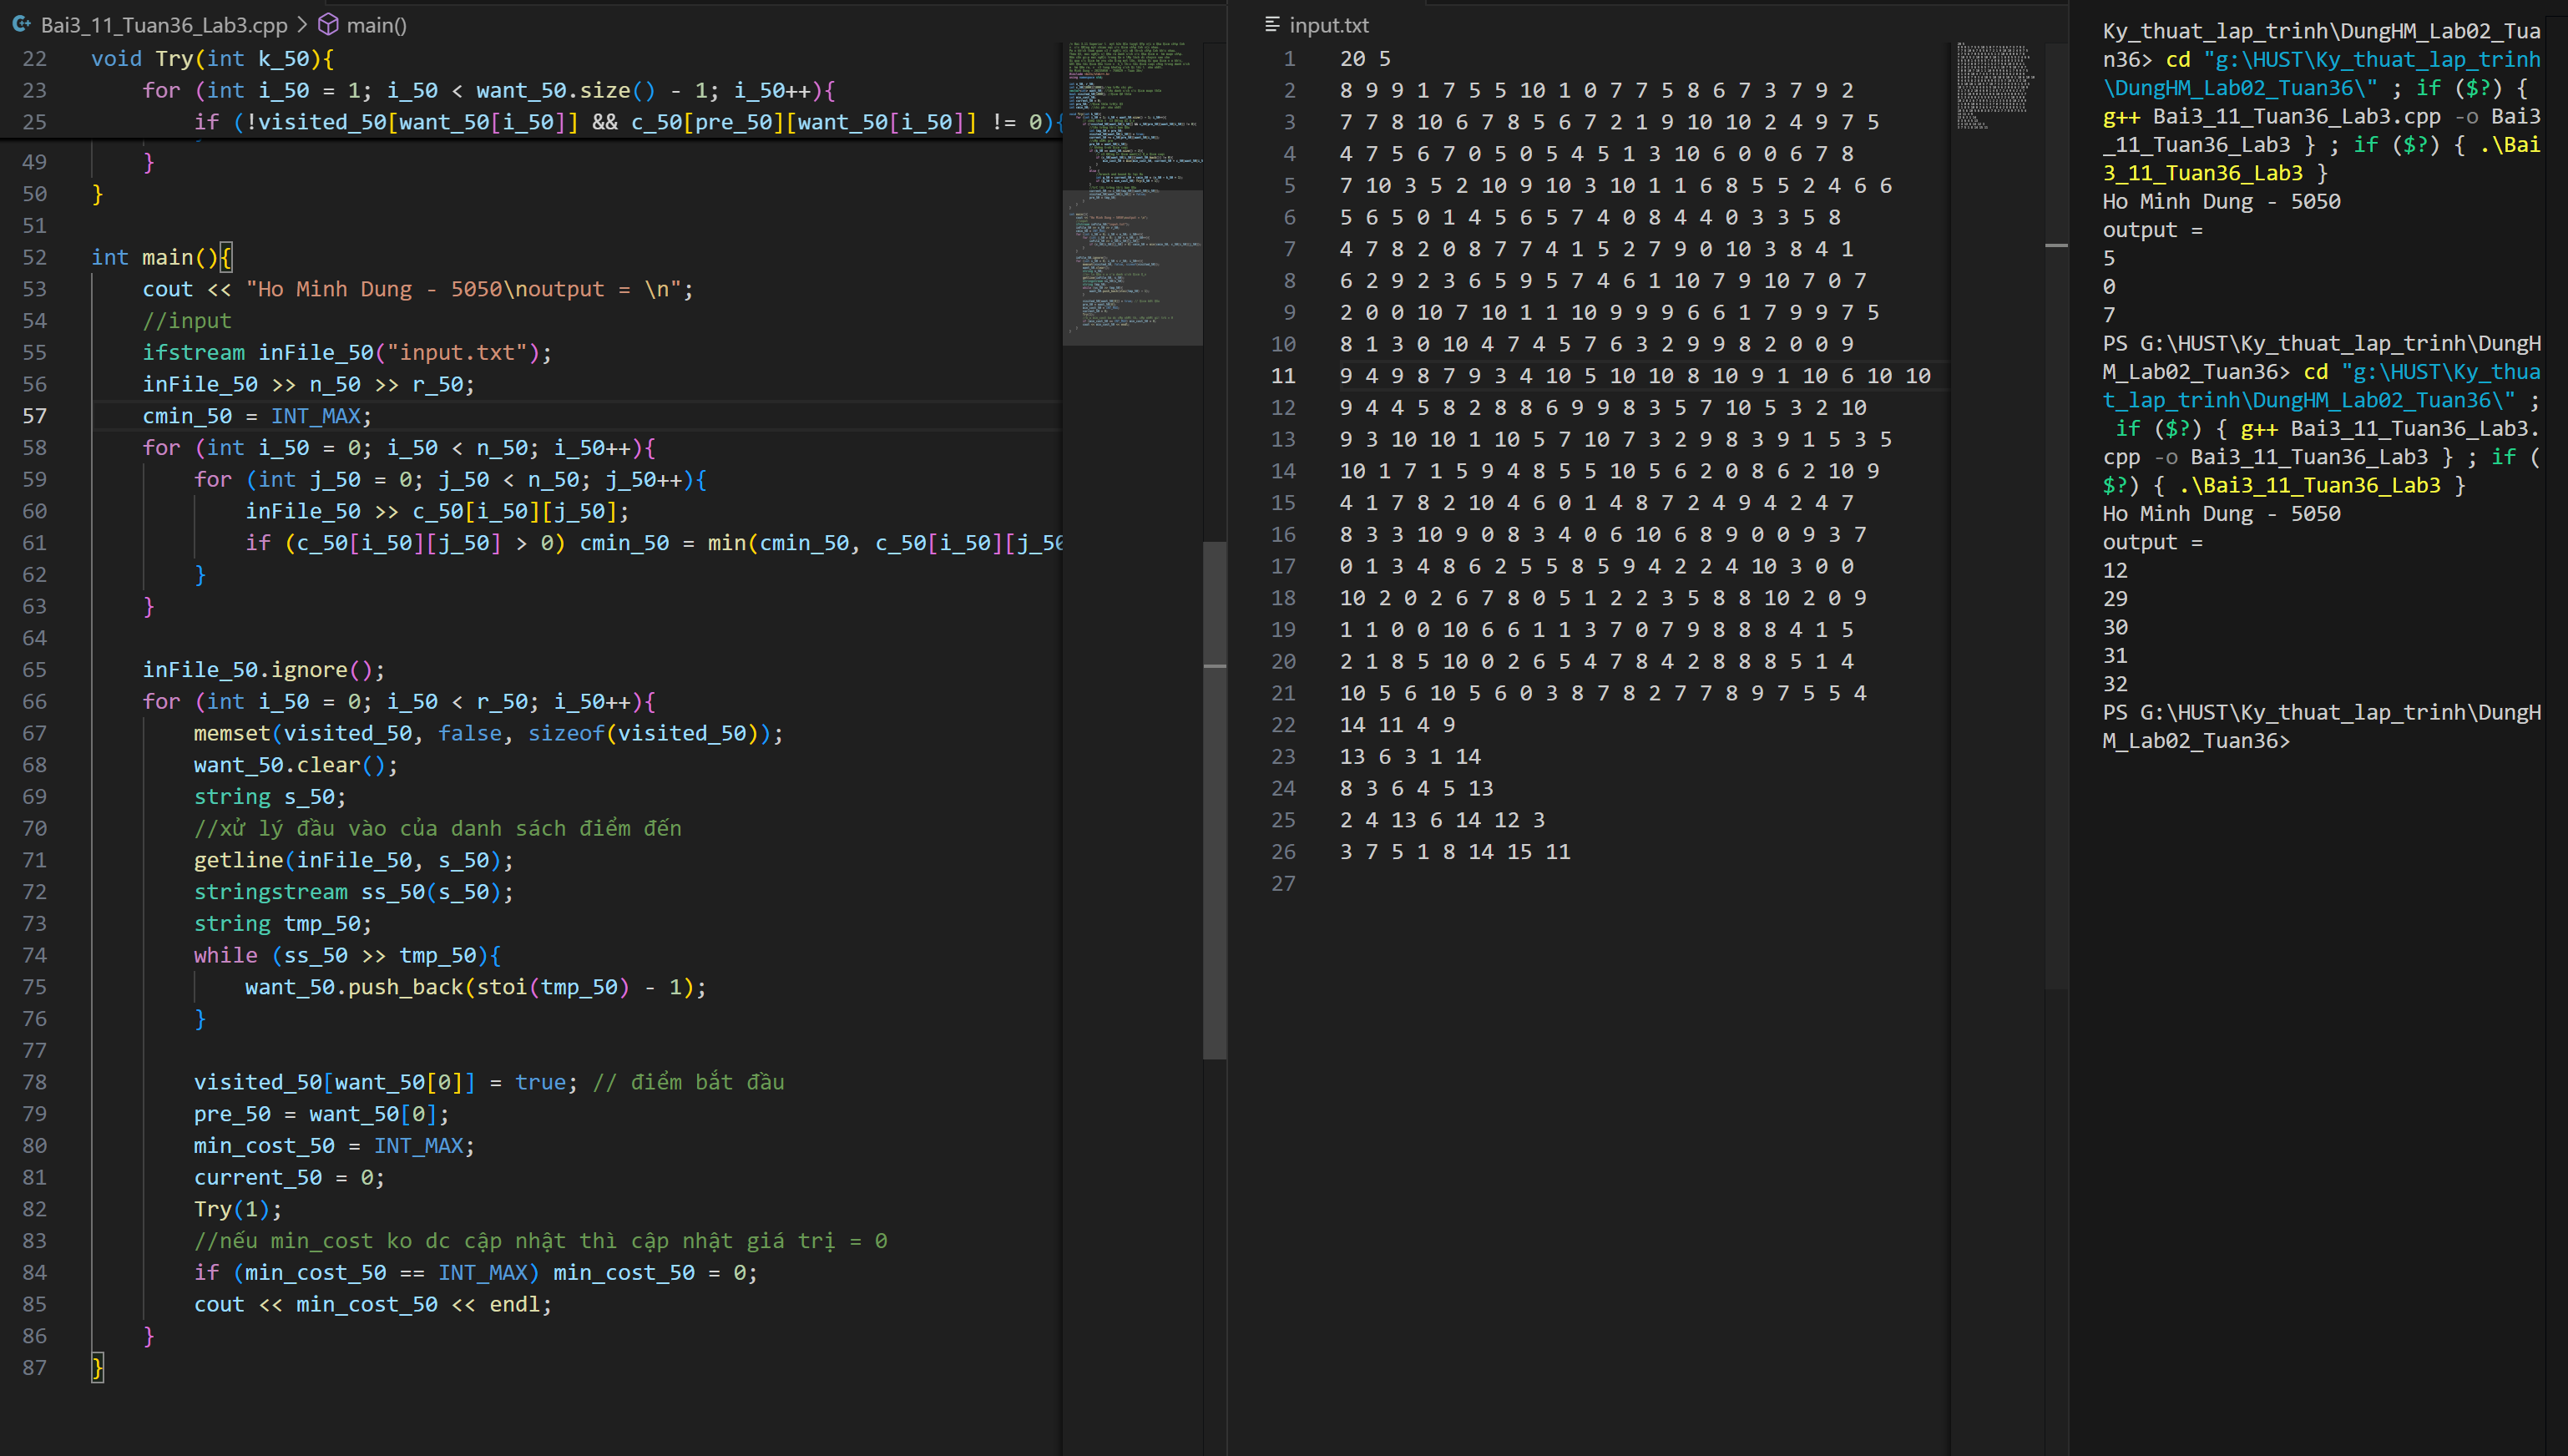 Bai3_11_Tuan36_Lab3.cpp > main()
22 void Try(int k_50){
23 for (int i_50 = 1; i_50 < want_50.size() - 1; i_50++){
25 if (!visited_50[want_50[i_50]] && c_50[pre_50][want_50[i_50]] != 0){
49 }
50 }
51
52 int main(){
53 cout << "Ho Minh Dung - 5050\noutput = \n";
54 //input
55 ifstream inFile_50("input.txt");
56 inFile_50 >> n_50 >> r_50;
57 cmin_50 = INT_MAX;
58 for (int i_50 = 0; i_50 < n_50; i_50++){
59 for (int j_50 = 0; j_50 < n_50; j_50++){
60 inFile_50 >> c_50[i_50][j_50];
61 if (c_50[i_50][j_50] > 0) cmin_50 = min(cmin_50, c_50[i_50][j_50
62 }
63 }
64
65 inFile_50.ignore();
66 for (int i_50 = 0; i_50 < r_50; i_50++){
67 memset(visited_50, false, sizeof(visited_50));
68 want_50.clear();
69 string s_50;
70 //xử lý đầu vào của danh sách điểm đến
71 getline(inFile_50, s_50);
72 stringstream ss_50(s_50);
73 string tmp_50;
74 while (ss_50 >> tmp_50){
75 want_50.push_back(stoi(tmp_50) - 1);
76 }
77
78 visited_50[want_50[0]] = true; // điểm bắt đầu
79 pre_50 = want_50[0];
80 min_cost_50 = INT_MAX;
81 current_50 = 0;
82 Try(1);
83 //nếu min_cost ko dc cập nhật thì cập nhật giá trị = 0
84 if (min_cost_50 == INT_MAX) min_cost_50 = 0;
85 cout << min_cost_50 << endl;
86 }
87 }
input.txt
1 20 5
2 8 9 9 1 7 5 5 10 1 0 7 7 5 8 6 7 3 7 9 2
3 7 7 8 10 6 7 8 5 6 7 2 1 9 10 10 2 4 9 7 5
4 4 7 5 6 7 0 5 0 5 4 5 1 3 10 6 0 0 6 7 8
5 7 10 3 5 2 10 9 10 3 10 1 1 6 8 5 5 2 4 6 6
6 5 6 5 0 1 4 5 6 5 7 4 0 8 4 4 0 3 3 5 8
7 4 7 8 2 0 8 7 7 4 1 5 2 7 9 0 10 3 8 4 1
8 6 2 9 2 3 6 5 9 5 7 4 6 1 10 7 9 10 7 0 7
9 2 0 0 10 7 10 1 1 10 9 9 9 6 6 1 7 9 9 7 5
10 8 1 3 0 10 4 7 4 5 7 6 3 2 9 9 8 2 0 0 9
11 9 4 9 8 7 9 3 4 10 5 10 10 8 10 9 1 10 6 10 10
12 9 4 4 5 8 2 8 8 6 9 9 8 3 5 7 10 5 3 2 10
13 9 3 10 10 1 10 5 7 10 7 3 2 9 8 3 9 1 5 3 5
14 10 1 7 1 5 9 4 8 5 5 10 5 6 2 0 8 6 2 10 9
15 4 1 7 8 2 10 4 6 0 1 4 8 7 2 4 9 4 2 4 7
16 8 3 3 10 9 0 8 3 4 0 6 10 6 8 9 0 0 9 3 7
17 0 1 3 4 8 6 2 5 5 8 5 9 4 2 2 4 10 3 0 0
18 10 2 0 2 6 7 8 0 5 1 2 2 3 5 8 8 10 2 0 9
19 1 1 0 0 10 6 6 1 1 3 7 0 7 9 8 8 8 4 1 5
20 2 1 8 5 10 0 2 6 5 4 7 8 4 2 8 8 8 5 1 4
21 10 5 6 10 5 6 0 3 8 7 8 2 7 7 8 9 7 5 5 4
22 14 11 4 9
23 13 6 3 1 14
24 8 3 6 4 5 13
25 2 4 13 6 14 12 3
26 3 7 5 1 8 14 15 11
27
Ky_thuat_lap_trinh\DungHM_Lab02_Tua
n36> cd "g:\HUST\Ky_thuat_lap_trinh
\DungHM_Lab02_Tuan36\" ; if ($?) {
g++ Bai3_11_Tuan36_Lab3.cpp -o Bai3
_11_Tuan36_Lab3 } ; if ($?) { .\Bai
3_11_Tuan36_Lab3 }
Ho Minh Dung - 5050
output =
5
0
7
PS G:\HUST\Ky_thuat_lap_trinh\DungH
M_Lab02_Tuan36> cd "g:\HUST\Ky_thua
t_lap_trinh\DungHM_Lab02_Tuan36\" ;
if ($?) { g++ Bai3_11_Tuan36_Lab3.
cpp -o Bai3_11_Tuan36_Lab3 } ; if (
$?) { .\Bai3_11_Tuan36_Lab3 }
Ho Minh Dung - 5050
output =
12
29
30
31
32
PS G:\HUST\Ky_thuat_lap_trinh\DungH
M_Lab02_Tuan36>